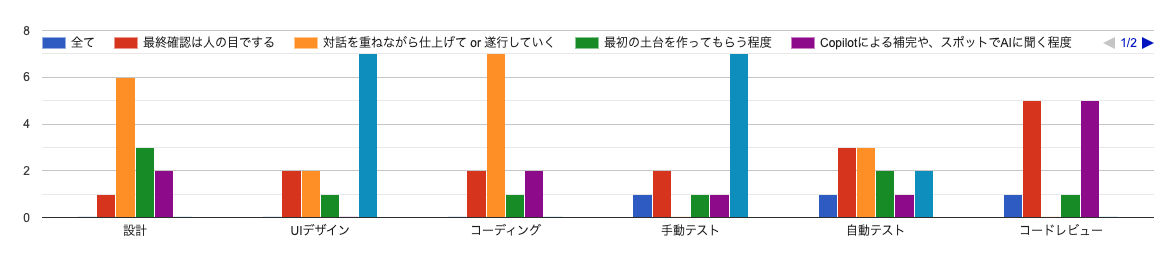 8
全て
最終確認は人の目でする
対話を重ねながら仕上げて or 遂行していく
最初の土台を作ってもらう程度
Copilotによる補完や、スポットでAIに聞く程度
1/2
6
4
2
0
設計
UIデザイン
コーディング
手動テスト
自動テスト
コードレビュー